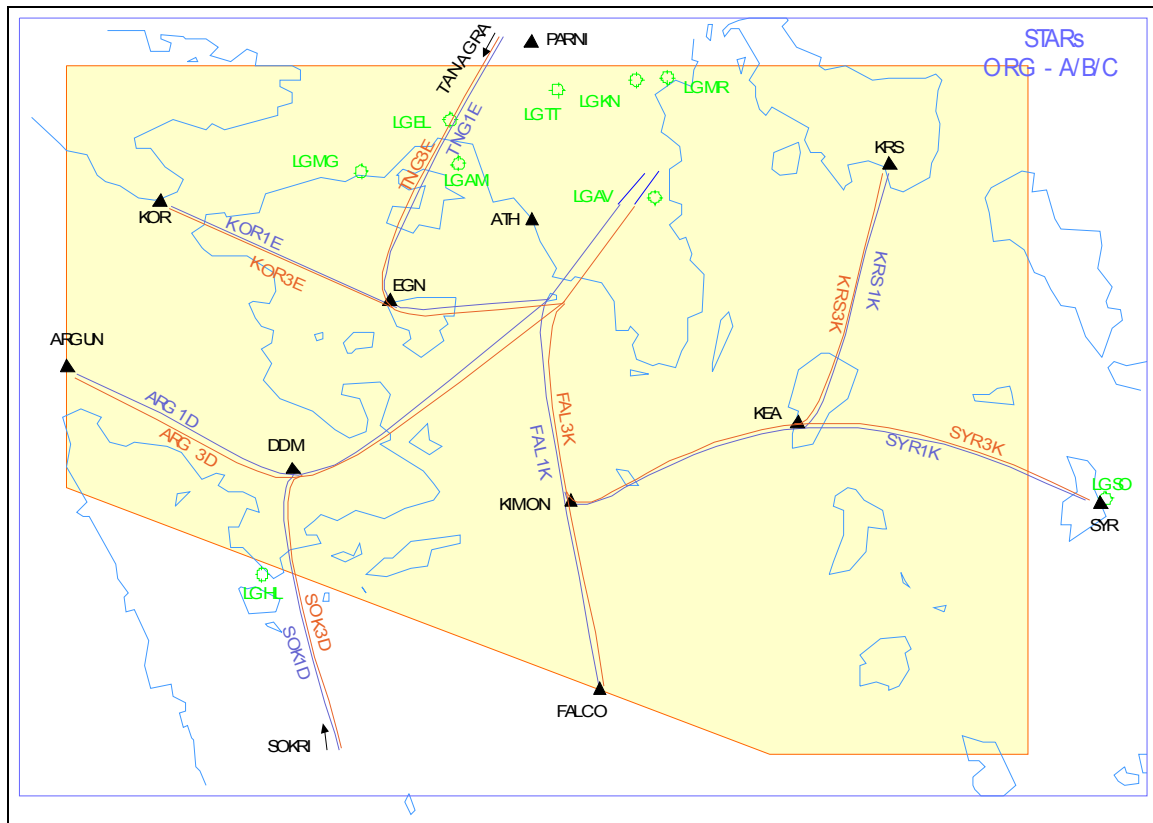 STARs
ORG - A/B/C
TANAGRA
PARNI
LGMR
LGKN
LGTT
LGEL
TNG3E
TNG1E
LGMG
LGAM
KRS
LGAV
KOR
ATH
KOR1E
KOR3E
EGN
KRS3K
KRS1K
ARGUN
ARG 1D
ARG 3D
DDM
FAL3K
FAL1K
KEA
SYR1K
SYR3K
KIMON
LGSO
SYR
LGHL
SOK3D
SOK1D
FALCO
SOKRI